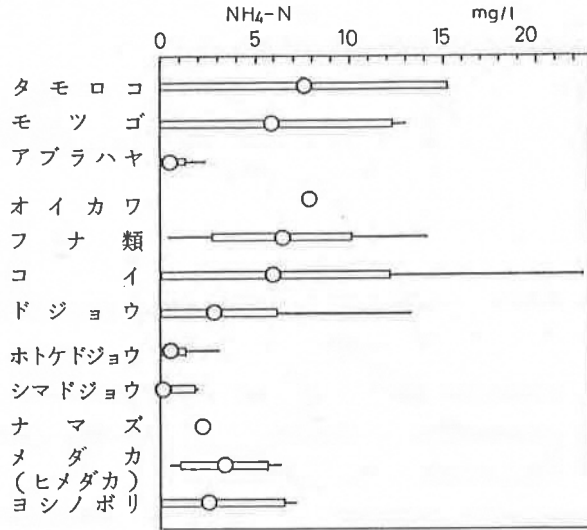 NH₄-N mg/l
0 5 10 15 20
タモロコ
モツゴ
アブラハヤ
オイカワ
フナ類
コイ
ドジョウ
ホトケドジョウ
シマドジョウ
ナマズ
メダカ
(ヒメダカ)
ヨシノボリ